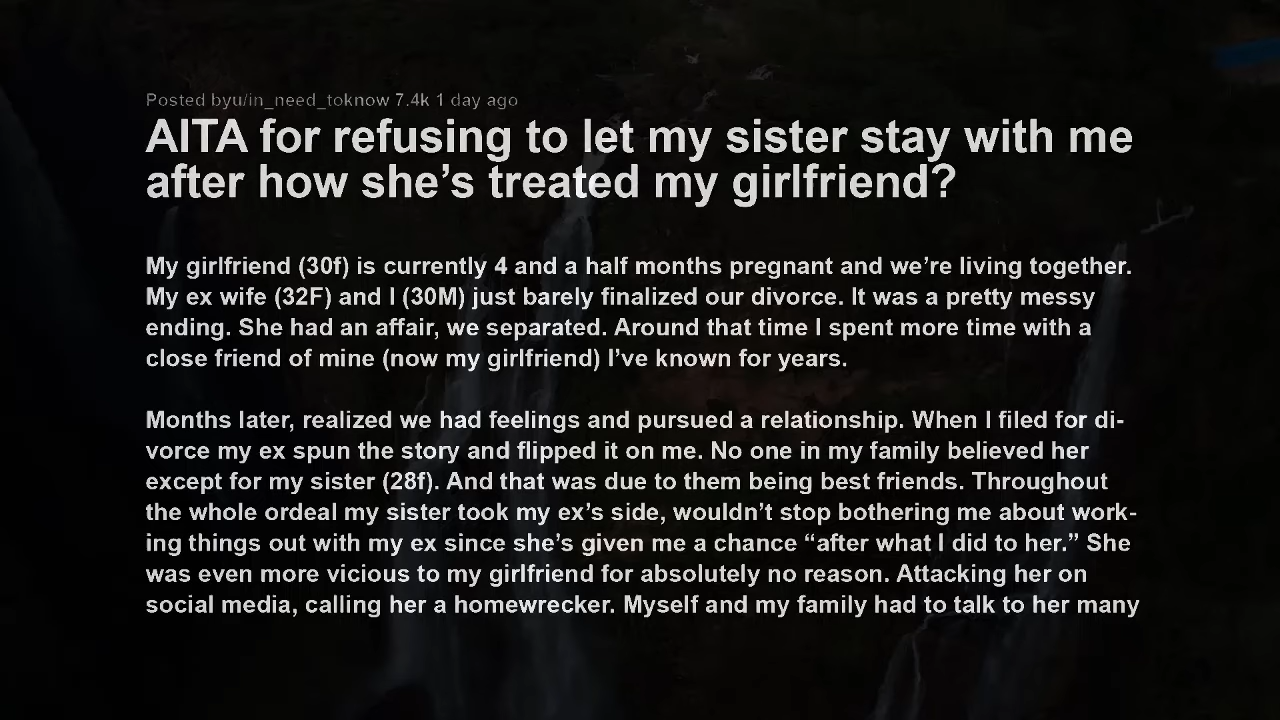 Posted byu/in_need_toknow 7.4k 1 day ago
AITA for refusing to let my sister stay with me
after how she’s treated my girlfriend?
My girlfriend (30f) is currently 4 and a half months pregnant and we’re living together.
My ex wife (32F) and I (30M) just barely finalized our divorce. It was a pretty messy
ending. She had an affair, we separated. Around that time I spent more time with a
close friend of mine (now my girlfriend) I’ve known for years.
Months later, realized we had feelings and pursued a relationship. When I filed for di-
vorce my ex spun the story and flipped it on me. No one in my family believed her
except for my sister (28f). And that was due to them being best friends. Throughout
the whole ordeal my sister took my ex’s side, wouldn’t stop bothering me about work-
ing things out with my ex since she’s given me a chance “after what I did to her.” She
was even more vicious to my girlfriend for absolutely no reason. Attacking her on
social media, calling her a homewrecker. Myself and my family had to talk to her many